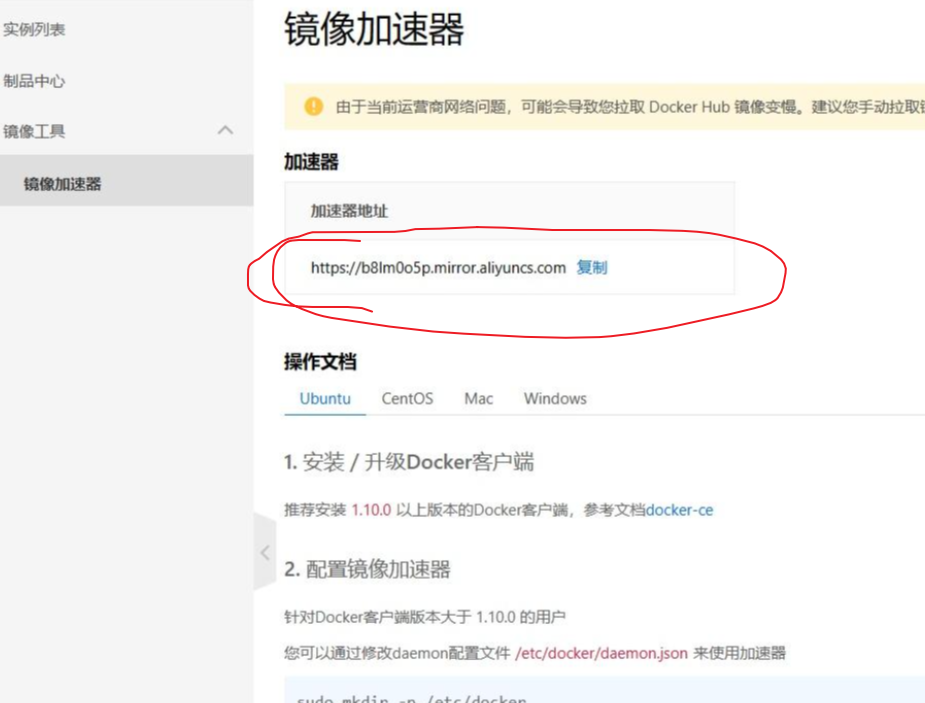 实例列表
制品中心
镜像工具
镜像加速器
镜像加速器
由于当前运营商网络问题，可能会导致您拉取 Docker Hub 镜像变慢。建议您手动拉取
加速器
加速器地址
https://b8lm0o5p.mirror.aliyuncs.com 复制
操作文档
Ubuntu CentOS Mac Windows
1. 安装 / 升级Docker客户端
推荐安装 1.10.0 以上版本的Docker客户端，参考文档docker-ce
2. 配置镜像加速器
针对Docker客户端版本大于 1.10.0 的用户
您可以通过修改daemon配置文件 /etc/docker/daemon.json 来使用加速器
sudo mkdir -p /etc/docker